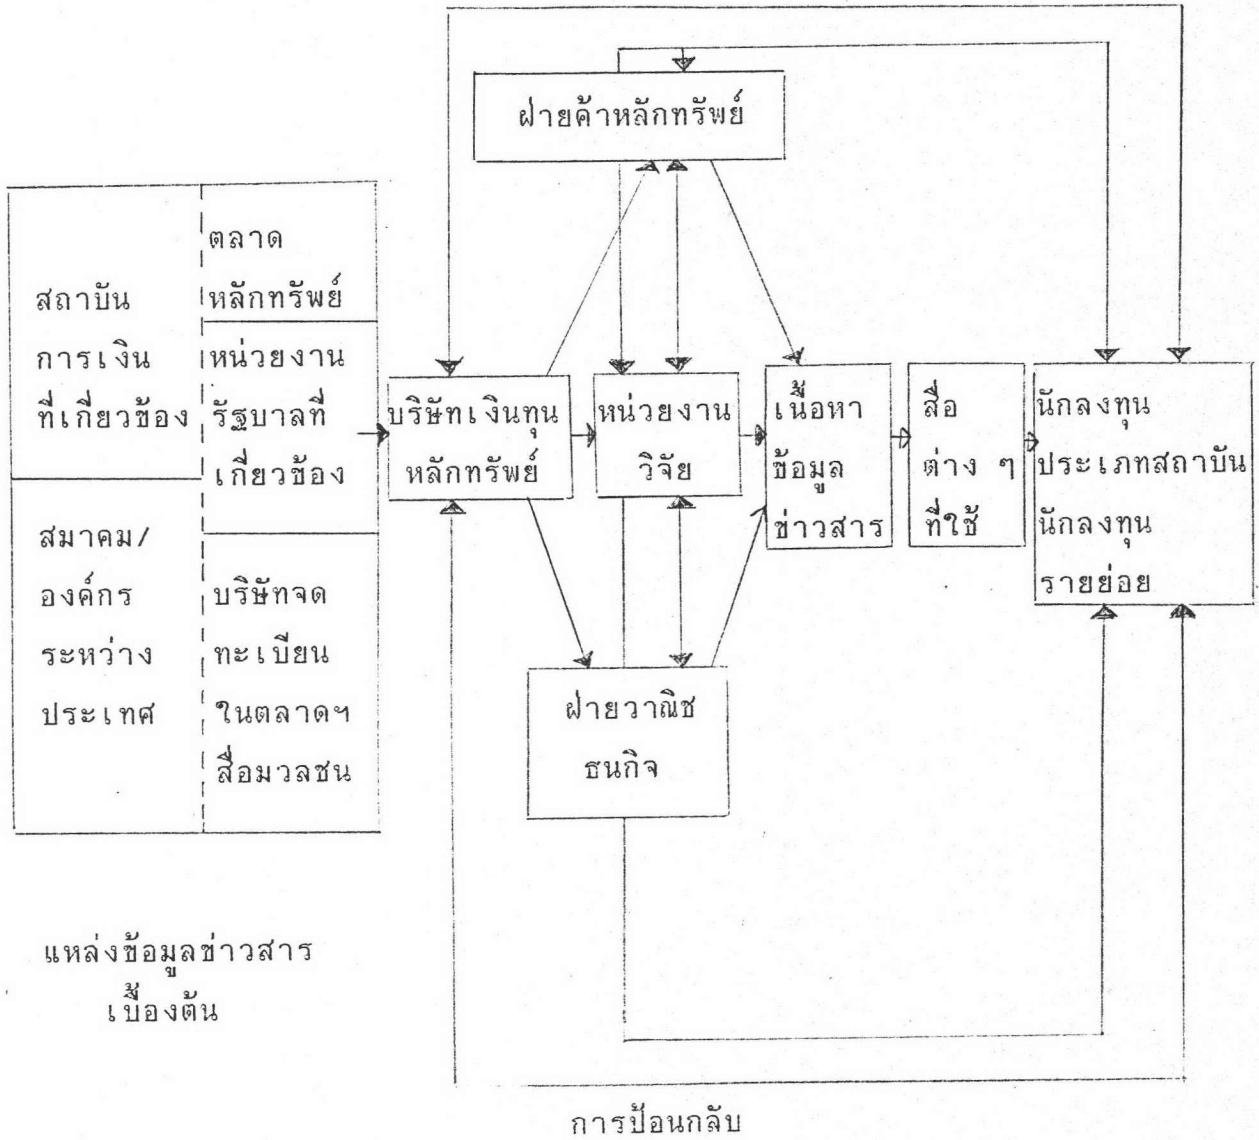 ฝ่ายค้าหลักทรัพย์
สถาบัน
การเงิน
ที่เกี่ยวข้อง
สมาคม/
องค์กร
ระหว่าง
ประเทศ
ตลาด
หลักทรัพย์
หน่วยงาน
รัฐบาลที่
เกี่ยวข้อง
บริษัทจด
ทะเบียน
ในตลาดฯ
สื่อมวลชน
บริษัทเงินทุน
หลักทรัพย์
หน่วยงาน
วิจัย
เนื้อหา
ข้อมูล
ข่าวสาร
สื่อ
ต่าง ๆ
ที่ใช้
นักลงทุน
ประเภทสถาบัน
นักลงทุน
รายย่อย
ฝ่ายวาณิช
ธนกิจ
แหล่งข้อมูลข่าวสาร
เบื้องต้น
การป้อนกลับ